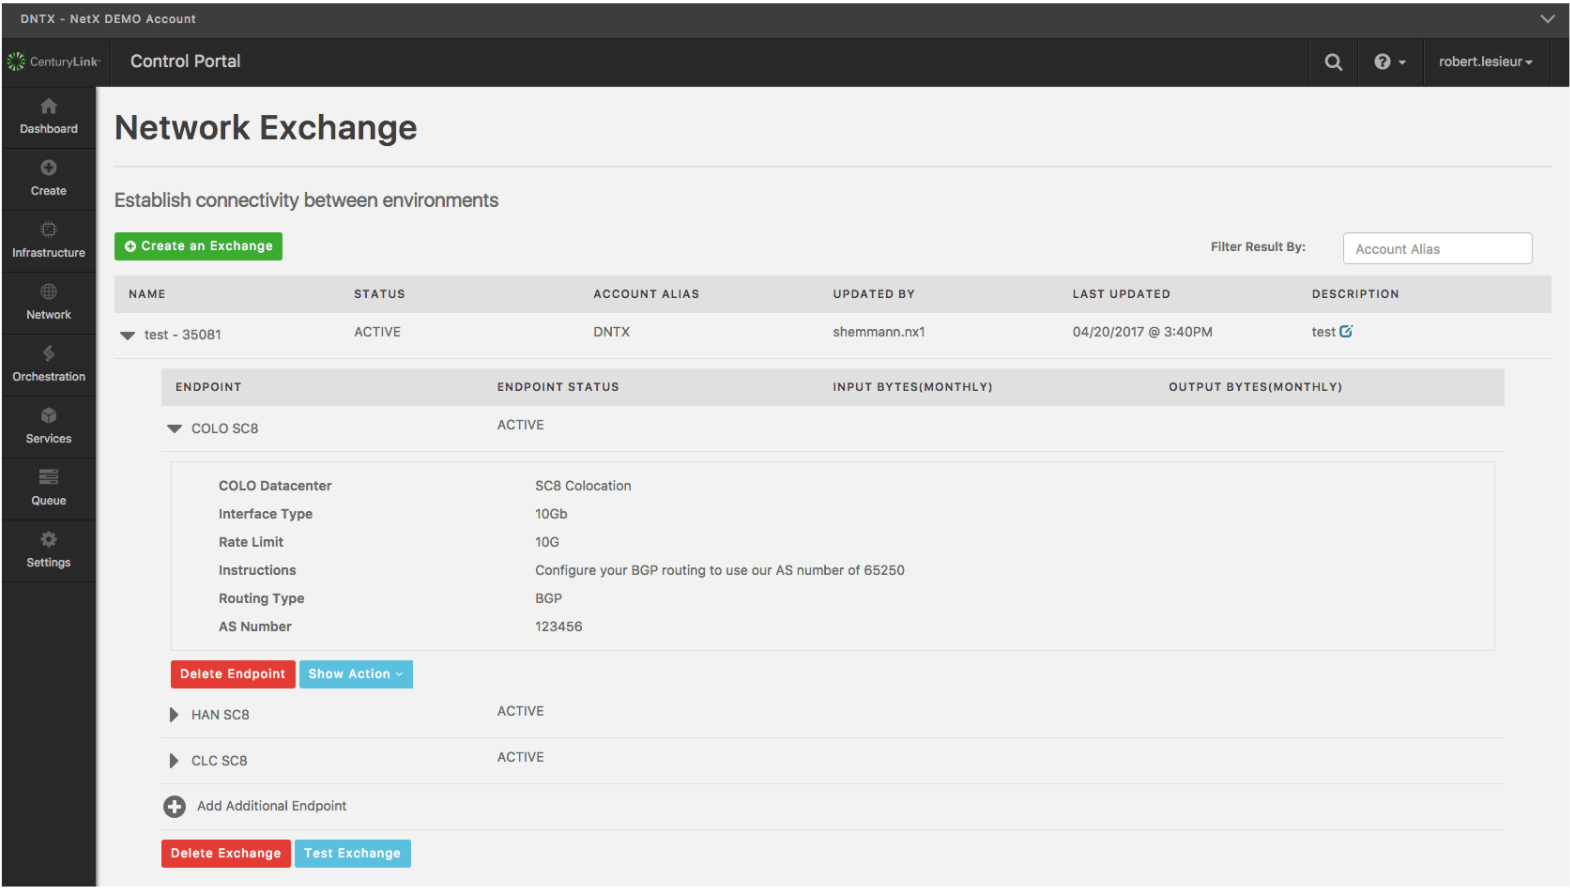 DNTX - NetX DEMO Account
CenturyLink
Control Portal
robert.lesieur
Dashboard
Create
Infrastructure
Network
Orchestration
Services
Queue
Settings
Network Exchange
Establish connectivity between environments
Create an Exchange
Filter Result By:
Account Alias
NAME STATUS ACCOUNT ALIAS UPDATED BY LAST UPDATED DESCRIPTION
test - 35081 ACTIVE DNTX shemmann.nx1 04/20/2017 @ 3:40PM test
ENDPOINT ENDPOINT STATUS INPUT BYTES(MONTHLY) OUTPUT BYTES(MONTHLY)
COLO SC8 ACTIVE
COLO Datacenter SC8 Colocation
Interface Type 10Gb
Rate Limit 10G
Instructions Configure your BGP routing to use our AS number of 65250
Routing Type BGP
AS Number 123456
Delete Endpoint Show Action
HAN SC8 ACTIVE
CLC SC8 ACTIVE
Add Additional Endpoint
Delete Exchange Test Exchange